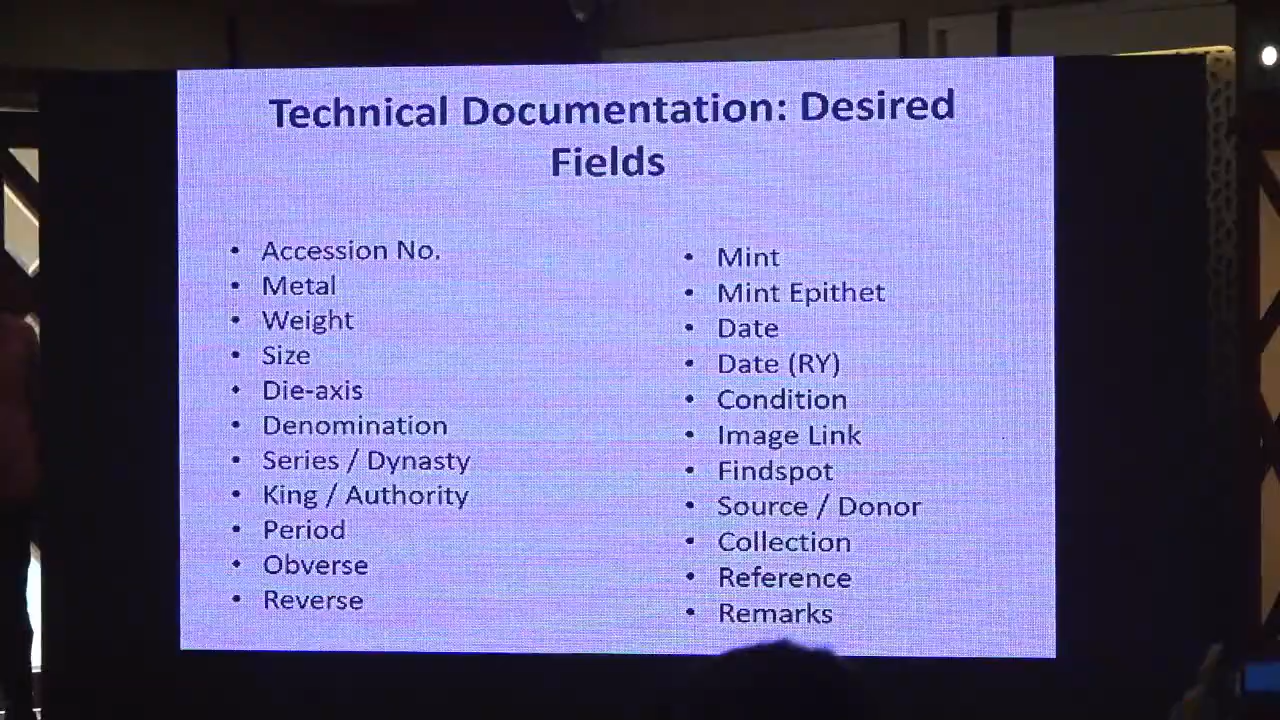 Technical Documentation: Desired
Fields
• Accession No.
• Metal
• Weight
• Size
• Die-axis
• Denomination
• Series / Dynasty
• King / Authority
• Period
• Obverse
• Reverse
• Mint
• Mint Epithet
• Date
• Date (RY)
• Condition
• Image Link
• Findspot
• Source / Donor
• Collection
• Reference
• Remarks